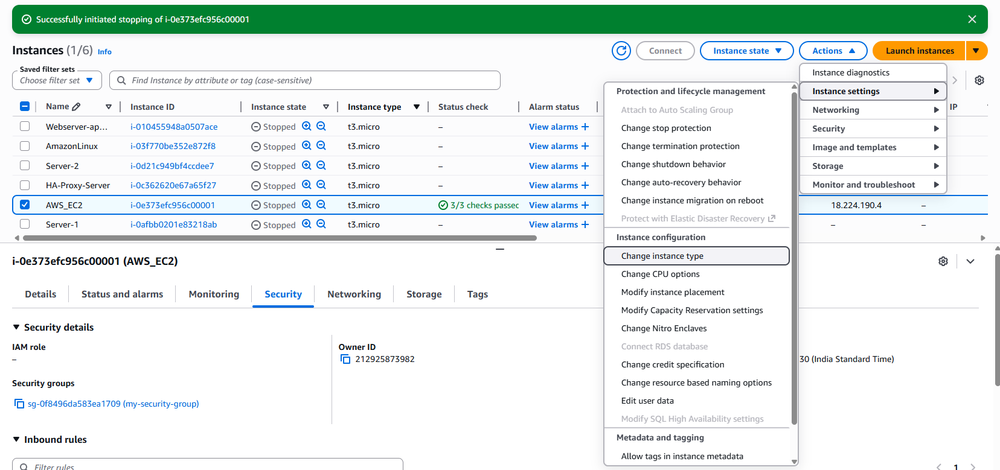 Successfully initiated stopping of i-0e373efc956c00001
Instances (1/6) Info
Connect
Instance state
Actions
Launch instances
Saved filter sets
Choose filter set
Find Instance by attribute or tag (case-sensitive)
Name
Instance ID
Instance state
Instance type
Status check
Alarm status
IP
Webserver-ap... i-010455948a0507ace Stopped t3.micro – View alarms +
AmazonLinux i-03f770be352e872f8 Stopped t3.micro – View alarms +
Server-2 i-0d21c949bf4ccdee7 Stopped t3.micro – View alarms +
HA-Proxy-Server i-0c362620e67a65f27 Stopped t3.micro – View alarms +
AWS_EC2 i-0e373efc956c00001 Stopped t3.micro 3/3 checks passed View alarms + 18.224.190.4 –
Server-1 i-0afbb0201e83218ab Stopped t3.micro – View alarms + – –
Instance diagnostics
Instance settings
Networking
Security
Image and templates
Storage
Monitor and troubleshoot
Protection and lifecycle management
Attach to Auto Scaling Group
Change stop protection
Change termination protection
Change shutdown behavior
Change auto-recovery behavior
Change instance migration on reboot
Protect with Elastic Disaster Recovery
Instance configuration
Change instance type
Change CPU options
Modify instance placement
Modify Capacity Reservation settings
Change Nitro Enclaves
Connect RDS database
Change credit specification
Change resource based naming options
Edit user data
Modify SQL High Availability settings
Metadata and tagging
Allow tags in instance metadata
i-0e373efc956c00001 (AWS_EC2)
Details
Status and alarms
Monitoring
Security
Networking
Storage
Tags
Security details
IAM role
–
Owner ID
212925873982
30 (India Standard Time)
Security groups
sg-0f8496da583ea1709 (my-security-group)
Inbound rules
Filter rules
1